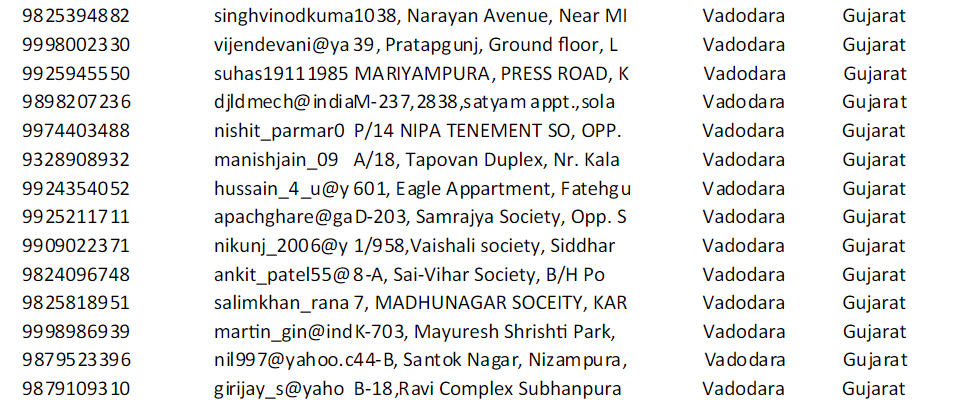 9825394882 singhvinodkuma1038, Narayan Avenue, Near MI Vadodara Gujarat
9998002330 vijendevani@ya 39, Pratapgunj, Ground floor, L Vadodara Gujarat
9925945550 suhas19111985 MARIYAMPURA, PRESS ROAD, K Vadodara Gujarat
9898207236 djldmech@indiaM-237,2838,satyam appt.,sola Vadodara Gujarat
9974403488 nishit_parmar0 P/14 NIPA TENEMENT SO, OPP. Vadodara Gujarat
9328908932 manishjain_09 A/18, Tapovan Duplex, Nr. Kala Vadodara Gujarat
9924354052 hussain_4_u@y 601, Eagle Appartment, Fatehgu Vadodara Gujarat
9925211711 apachghare@gaD-203, Samrajya Society, Opp. S Vadodara Gujarat
9909022371 nikunj_2006@y 1/958,Vaishali society, Siddhar Vadodara Gujarat
9824096748 ankit_patel55@ 8-A, Sai-Vihar Society, B/H Po Vadodara Gujarat
9825818951 salimkhan_rana 7, MADHUNAGAR SOCEITY, KAR Vadodara Gujarat
9998986939 martin_gin@indK-703, Mayuresh Shrishti Park, Vadodara Gujarat
9879523396 nil997@yahoo.c44-B, Santok Nagar, Nizampura, Vadodara Gujarat
9879109310 girijay_s@yaho B-18,Ravi Complex Subhanpura Vadodara Gujarat